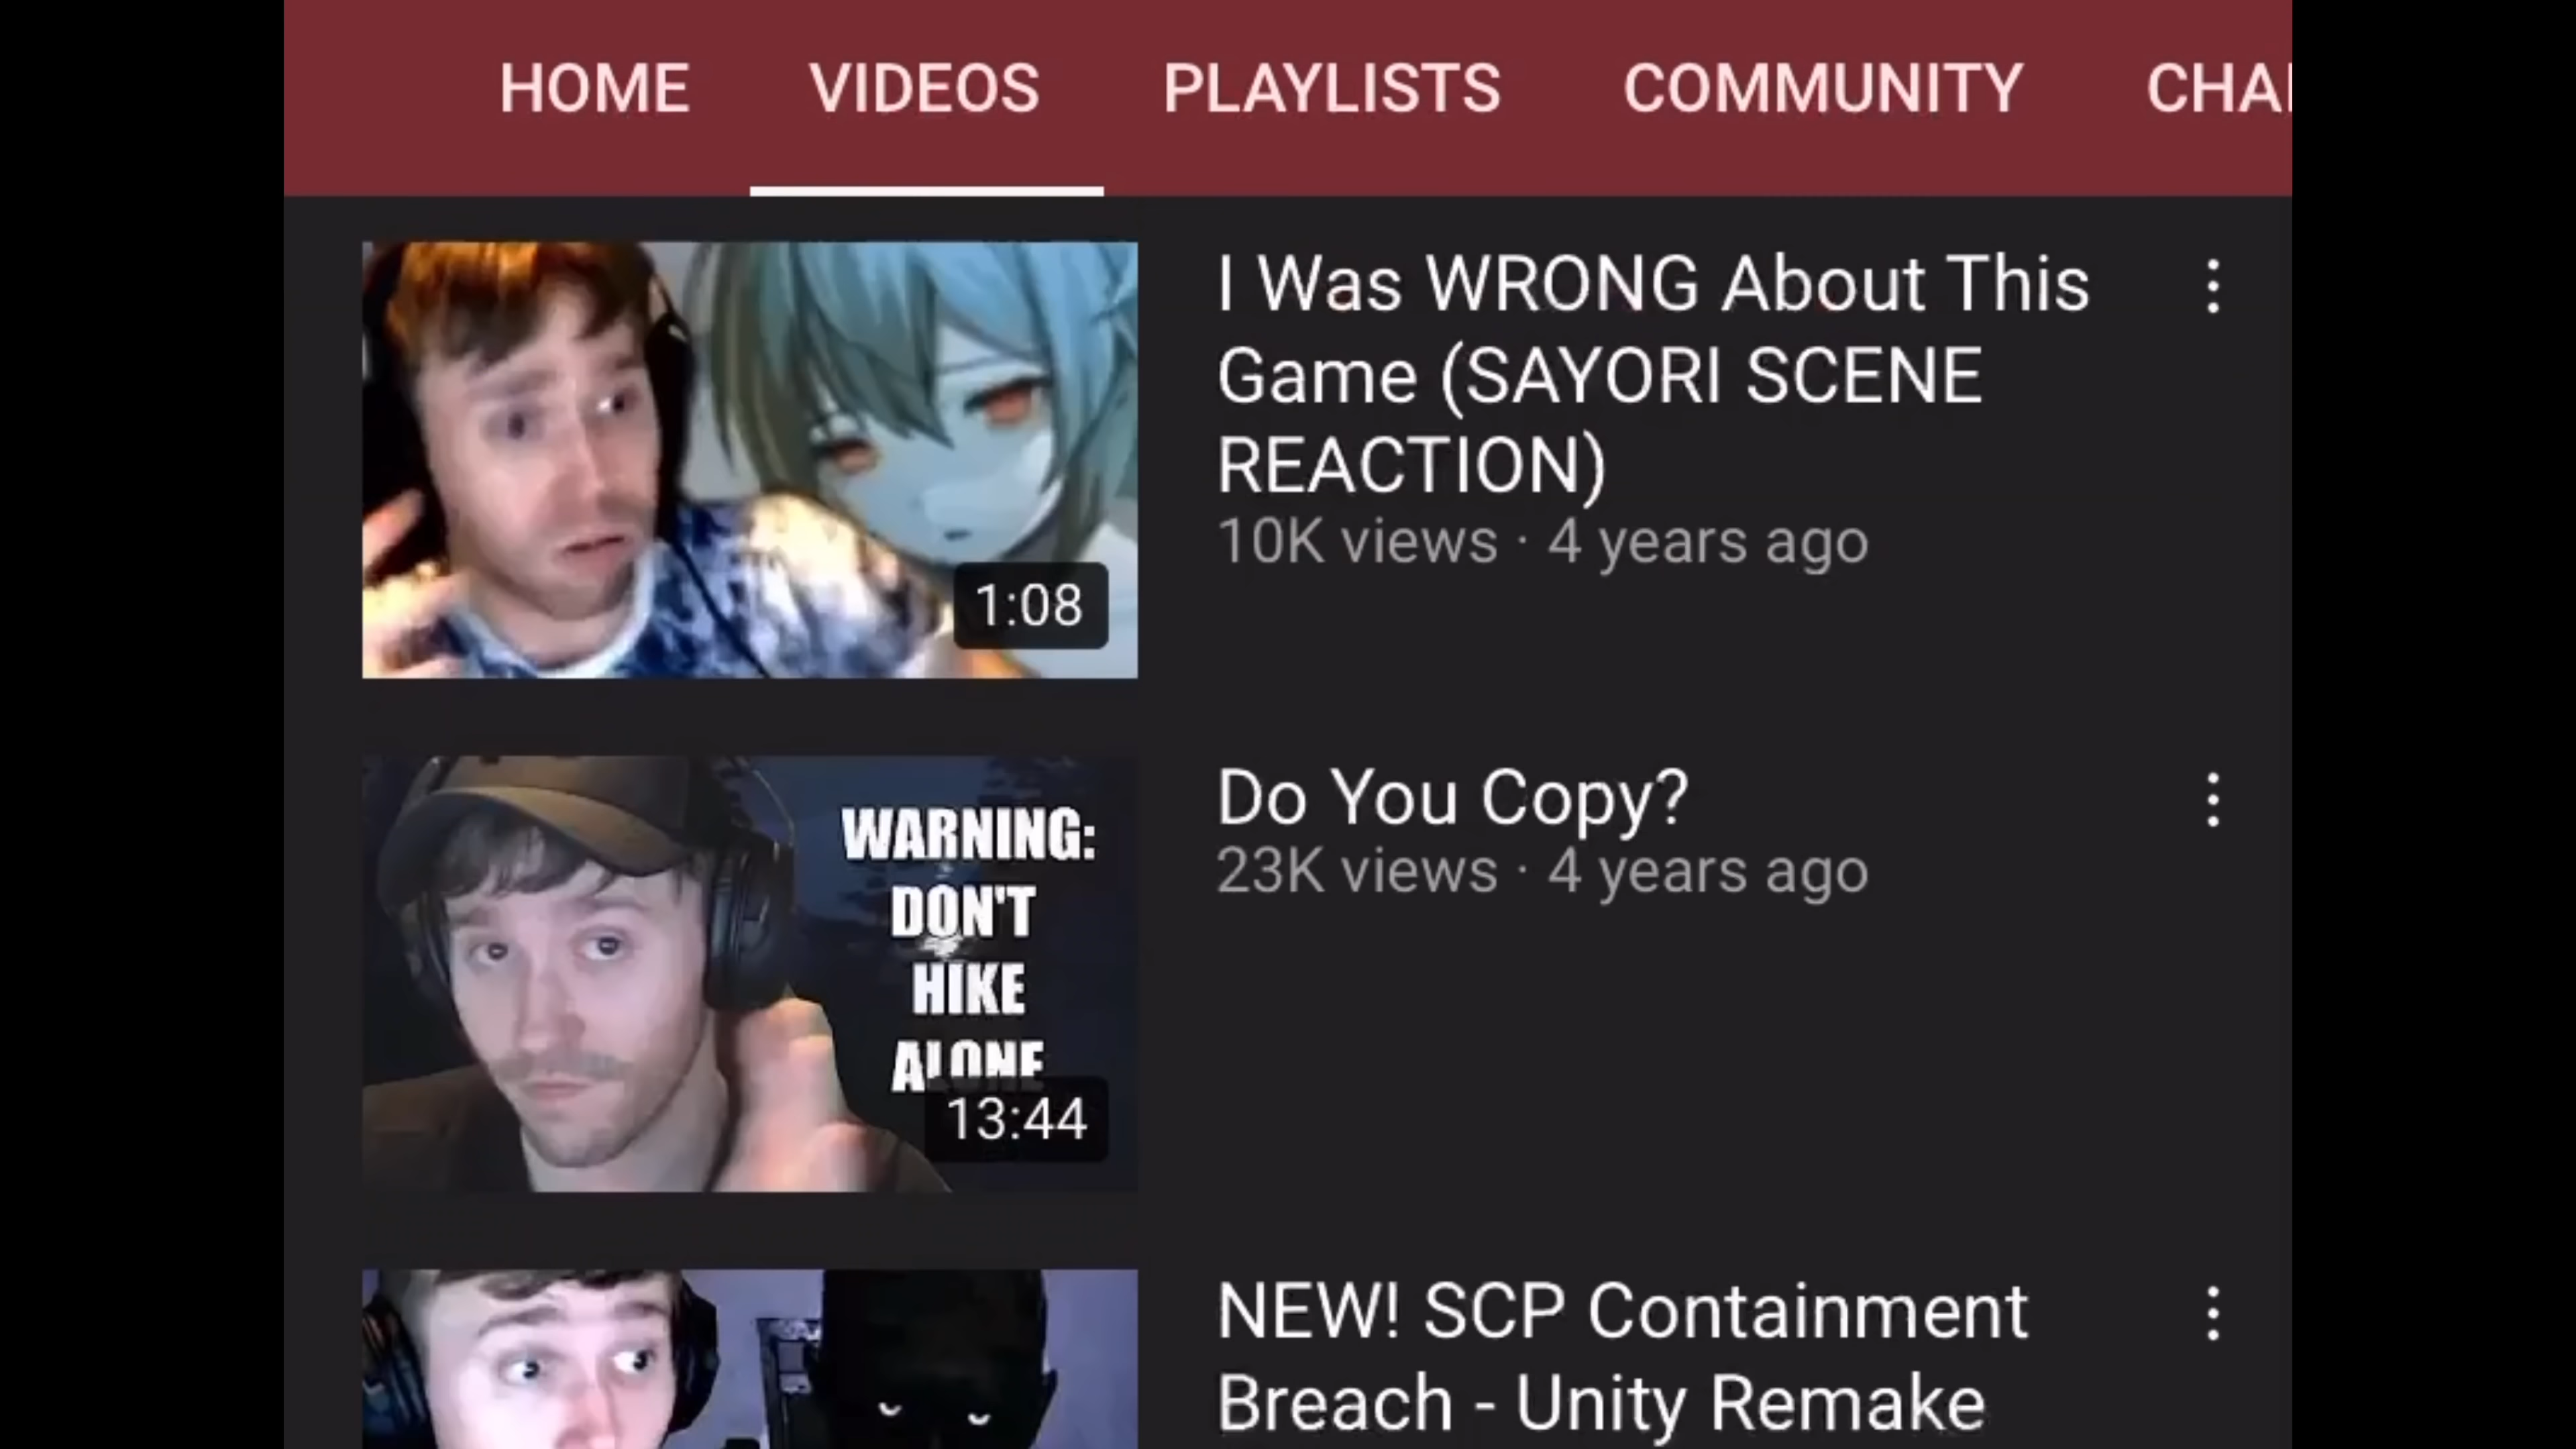 HOME VIDEOS PLAYLISTS COMMUNITY
I Was WRONG About This
Game (SAYORI SCENE
REACTION)
10K views · 4 years ago
1:08
Do You Copy?
23K views · 4 years ago
WARNING:
DON'T
HIKE
ALONE
13:44
NEW! SCP Containment
Breach - Unity Remake